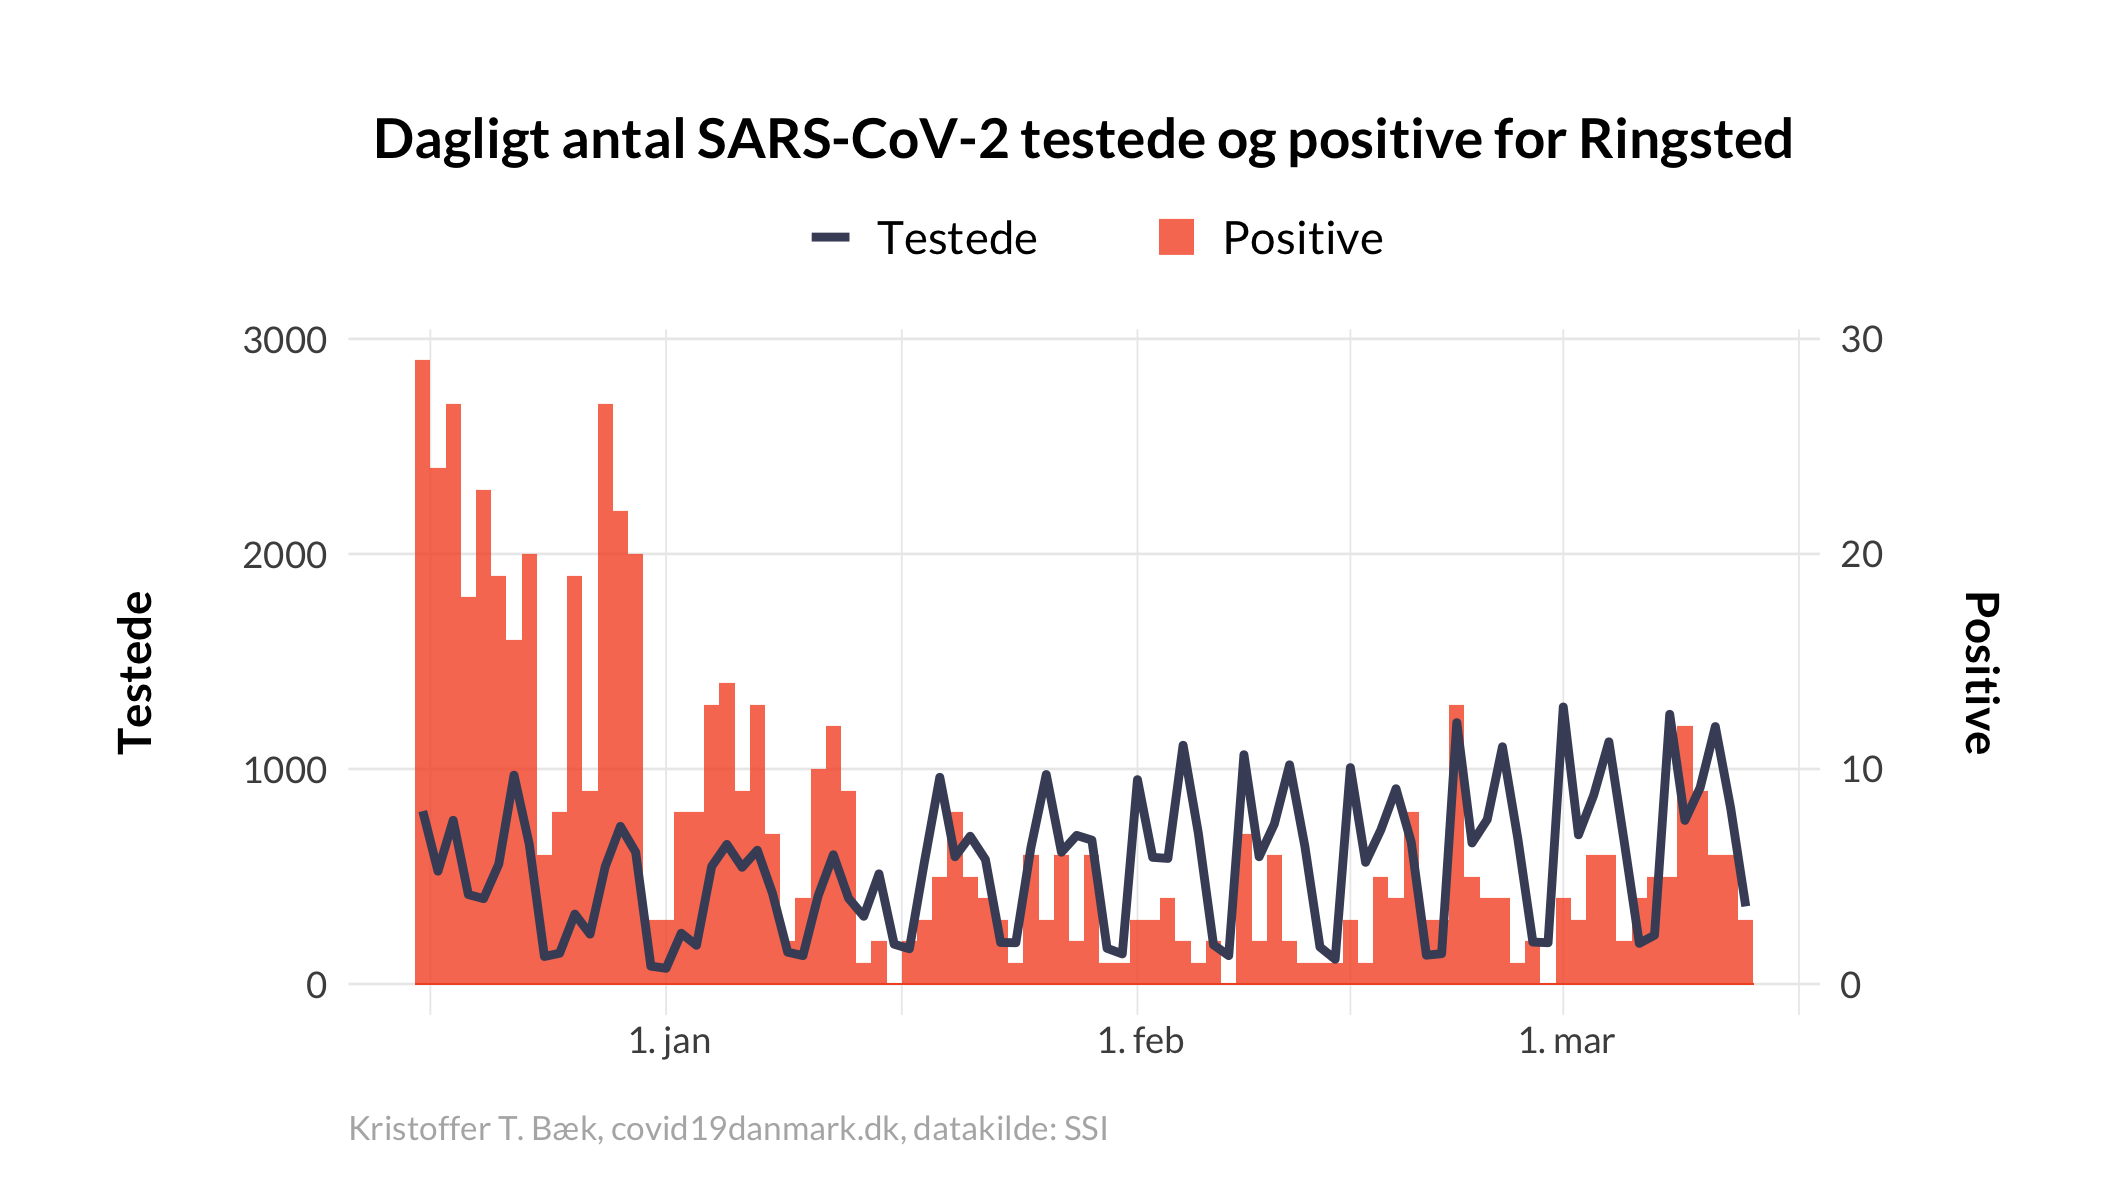 Dagligt antal SARS-CoV-2 testede og positive for Ringsted
Testede
Positive
3000
2000
1000
0
Testede
30
20
10
0
Positive
1. jan
1. feb
1. mar
Kristoffer T. Bæk, covid19danmark.dk, datakilde: SSI